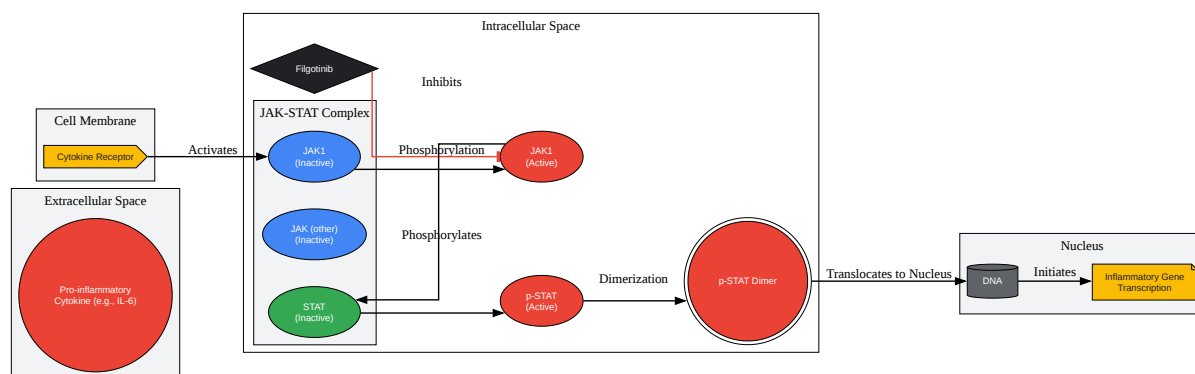 Intracellular Space
Filgotinib
Inhibits
JAK-STAT Complex
Cell Membrane
Cytokine Receptor
Activates
JAK1
(Inactive)
Phosphorylation
JAK1
(Active)
Extracellular Space
Pro-inflammatory
Cytokine (e.g., IL-6)
JAK (other)
(Inactive)
Phosphorylates
STAT
(Inactive)
p-STAT
(Active)
Dimerization
p-STAT Dimer
Translocates to Nucleus
Nucleus
DNA
Initiates
Inflammatory Gene
Transcription